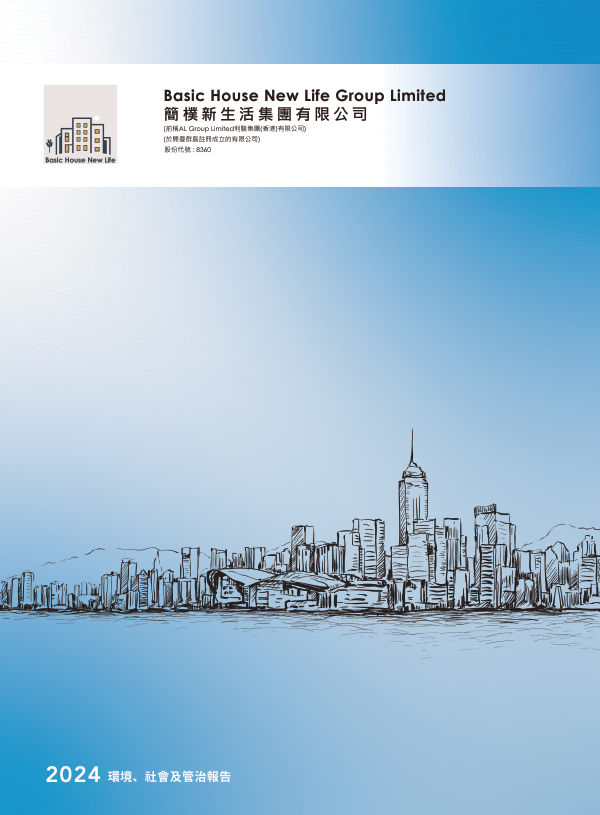 Basic House New Life Group Limited
簡樸新生活集團有限公司
(前稱AL Group Limited利駿集團(香港)有限公司)
(於開曼群島註冊成立的有限公司)
股份代號 : 8360
Basic House New Life
2024 環境、社會及管治報告